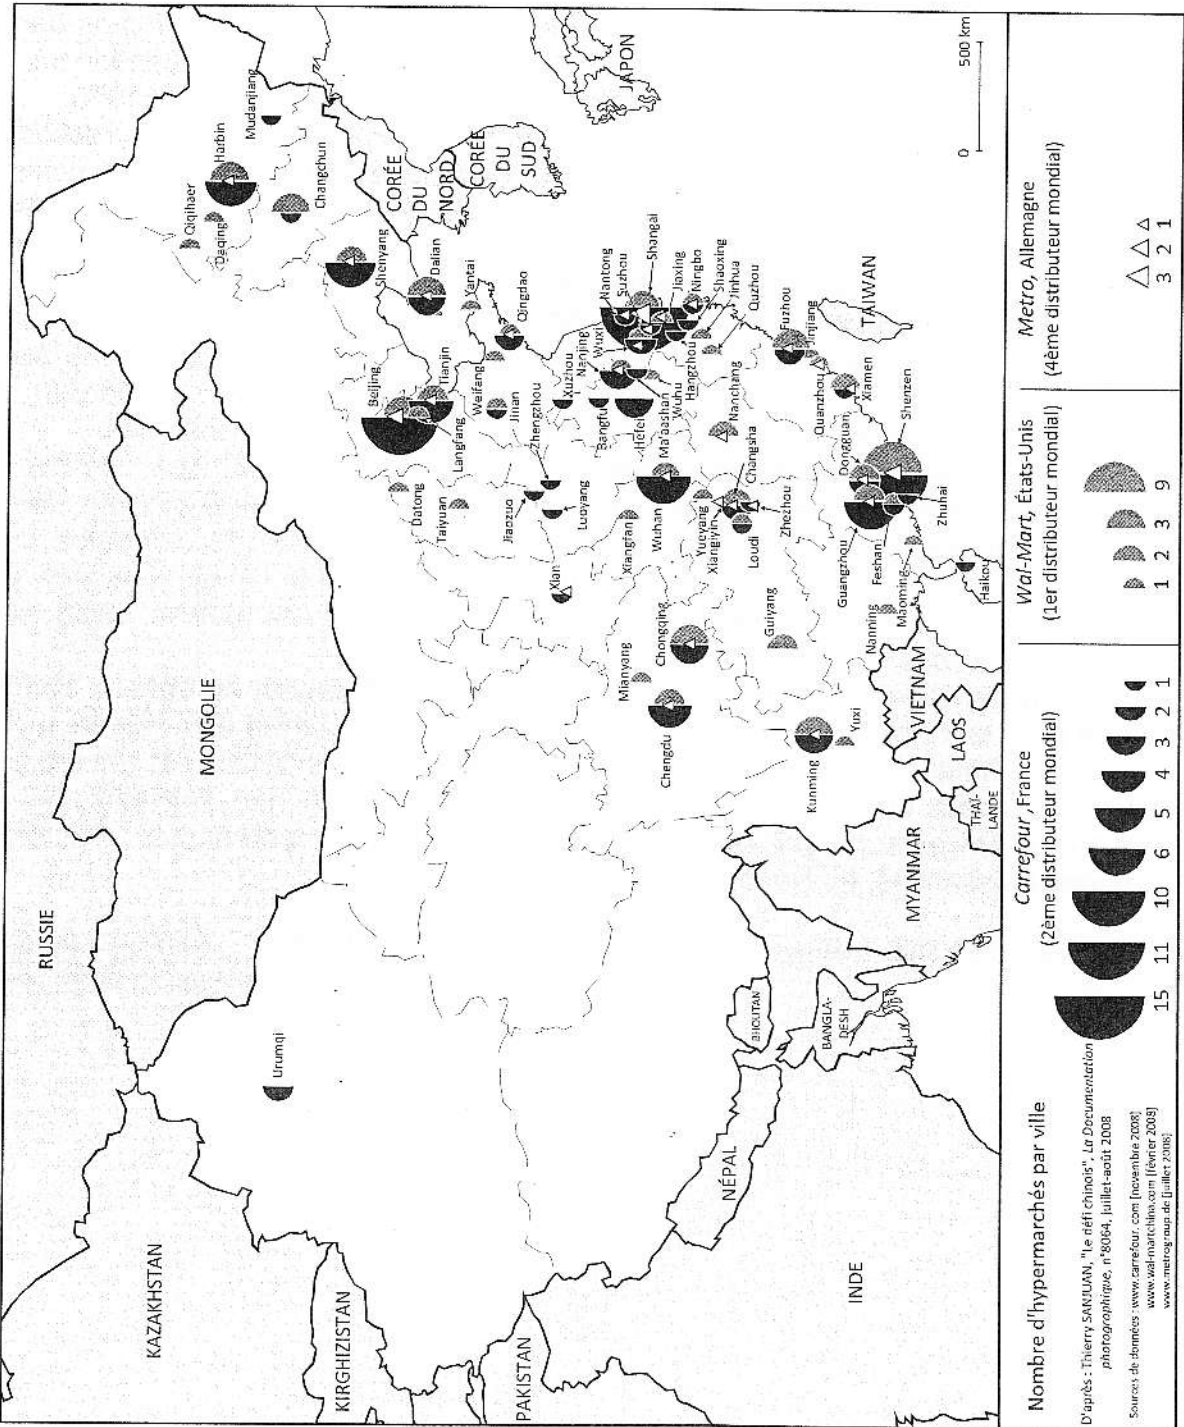 RUSSIE
KAZAKHSTAN
MONGOLIE
KIRGHIZISTAN
PAKISTAN
INDE
NÉPAL
BHOUTAN
BANGLA-
DESH
MYANMAR
THAÏ-
LANDE
LAOS
VIETNAM
CORÉE
DU
NORD
CORÉE
DU
SUD
JAPON
TAIWAN
Urumqi
Qiqihaer
Daqing
Harbin
Mudanjiang
Changchun
Shenyang
Dalian
Yantai
Qingdao
Weifang
Jinan
Beijing
Tianjin
Langfang
Datong
Taiyuan
Zhengzhou
Jiaozuo
Luoyang
Xian
Xuzhou
Bangfu
Hefei
Nanjing
Wuxi
Nantong
Suzhou
Shangai
Jiaxing
Ningbo
Shaoxing
Jinhua
Quzhou
Hangzhou
Wuhu
Ma'aashan
Nanchang
Xiangfan
Wuhan
Yueyang
Xiangiyin
Changsha
Loudi
Zhezhou
Mianyang
Chengdu
Chongqing
Guiyang
Kunming
Yuxi
Fuzhou
Jinjiang
Quanzhou
Xiamen
Dongguan
Shenzen
Guangzhou
Feshan
Zhuhai
Maoming
Nanning
Haikou
0 500 km
Nombre d'hypermarchés par ville
D'après : Thierry SANJUAN, "Le défi chinois", La Documentation
photographique, n°8064, juillet-août 2008
Sources de données : www.carrefour.com [novembre 2008]
www.wal-martchina.com [février 2008]
www.metrogroup.de [juillet 2008]
Carrefour, France
(2ème distributeur mondial)
15 11 10 6 5 4 3 2 1
Wal-Mart, États-Unis
(1er distributeur mondial)
1 2 3 9
Metro, Allemagne
(4ème distributeur mondial)
3 2 1